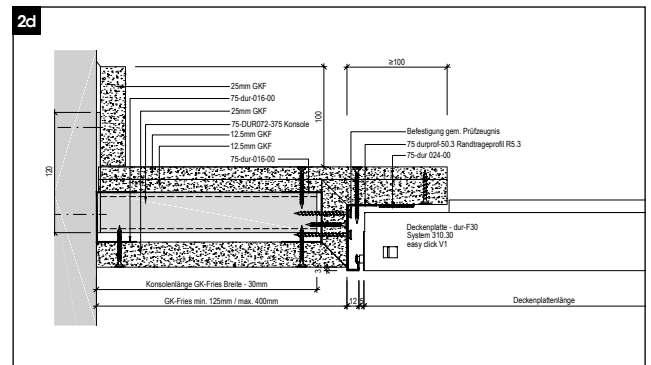 2d
≥100
25mm GKF
75-dur-016-00
25mm GKF
75-DUR072-375 Konsole
12.5mm GKF
12.5mm GKF
75-dur-016-00
100
120
Befestigung gem. Prüfzeugnis
75 durprof-50.3 Randtrageprofil R5.3
75-dur 024-00
Deckenplatte - dur-F30
System 310.30
easy click V1
Konsolenlänge GK-Fries Breite - 30mm
GK-Fries min. 125mm / max. 400mm
12
Deckenplattenlänge